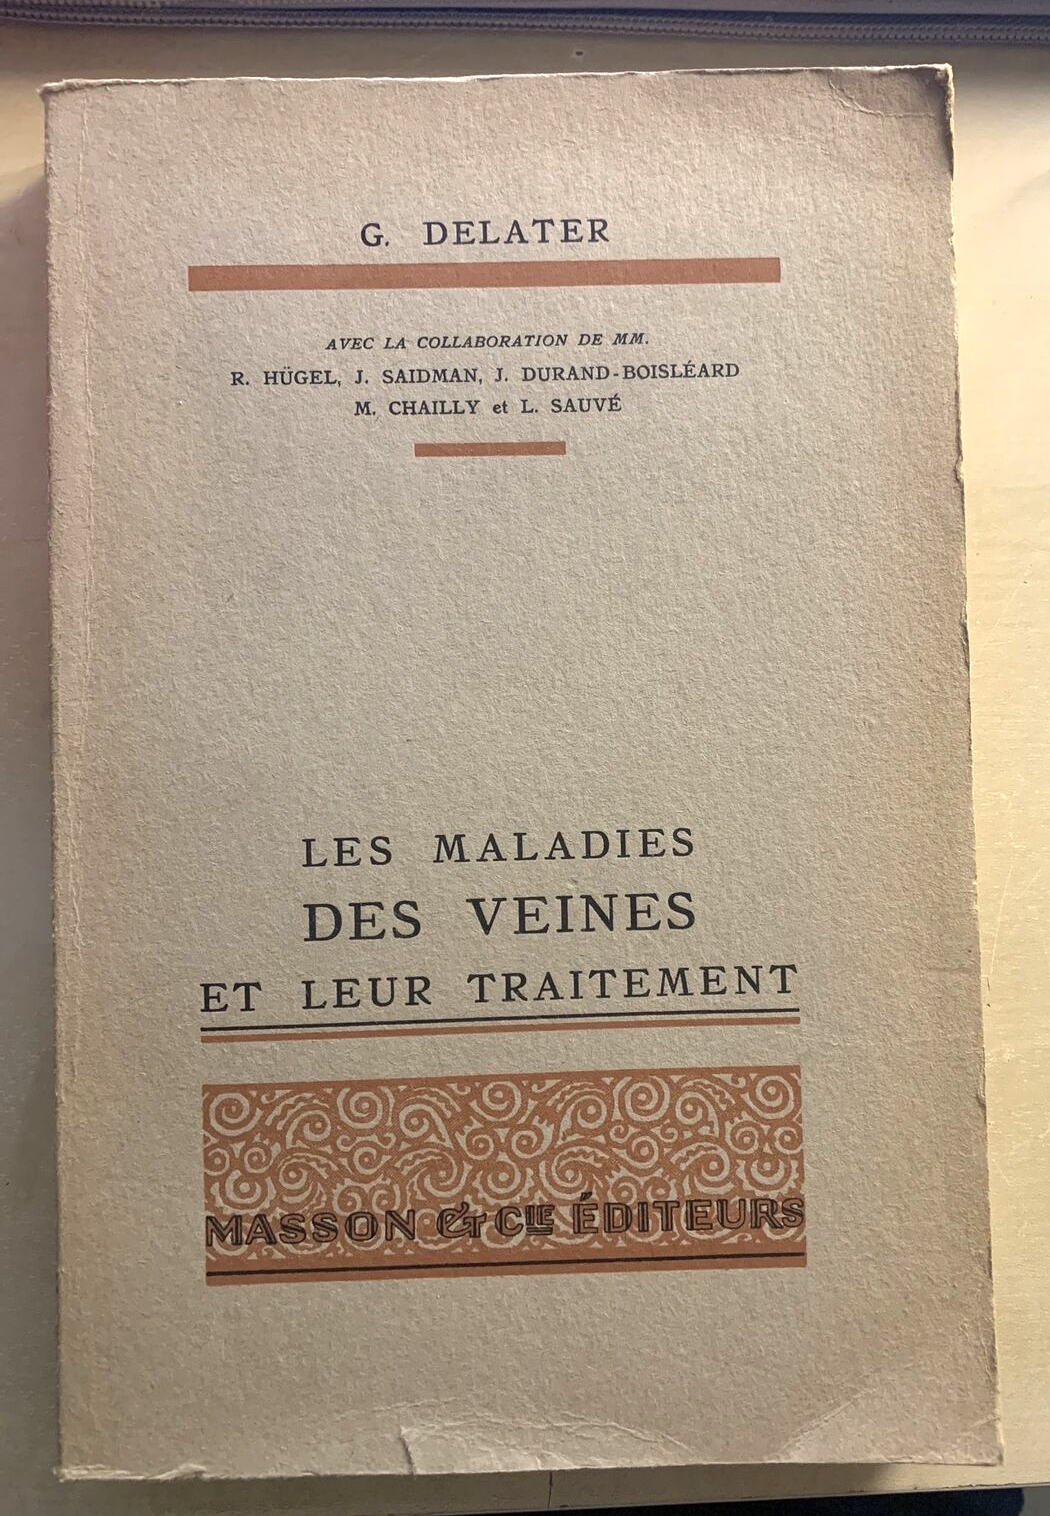 G. DELATER
AVEC LA COLLABORATION DE MM.
R. HÜGEL, J. SAIDMAN, J. DURAND-BOISLÉARD
M. CHAILLY et L. SAUVÉ
LES MALADIES
DES VEINES
ET LEUR TRAITEMENT
MASSON & CIE ÉDITEURS